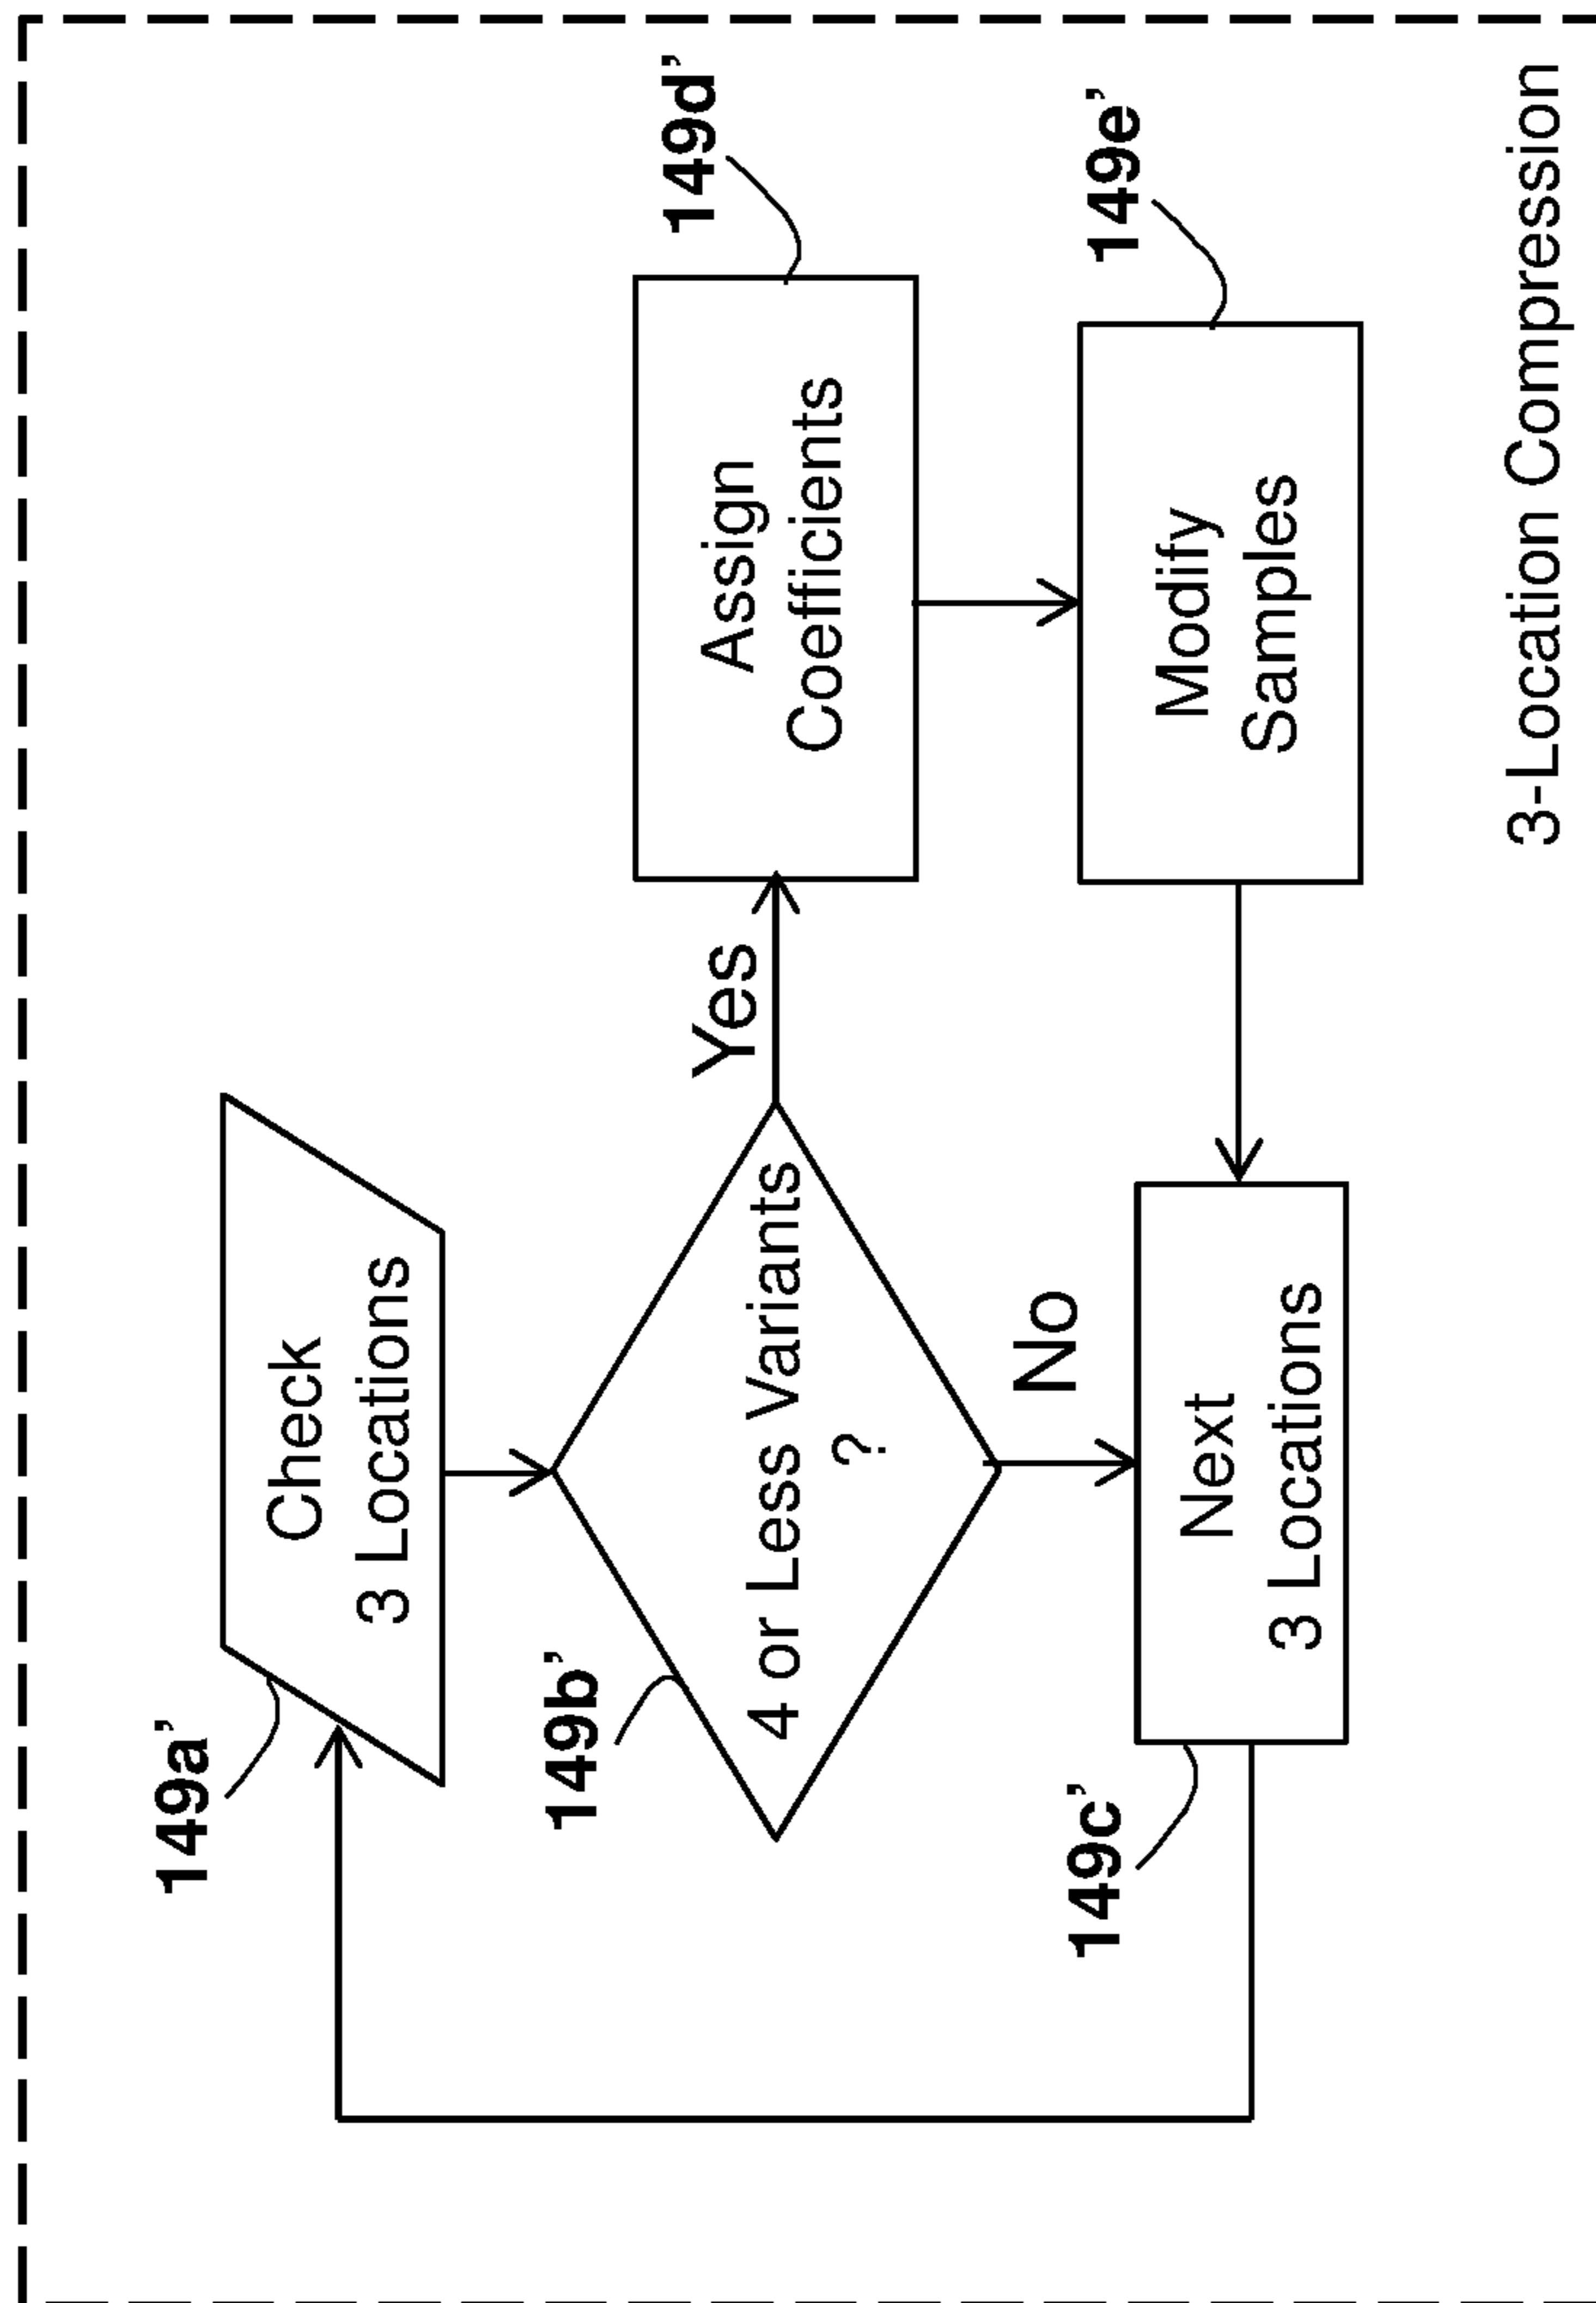 149a’
Check
3 Locations
149b’
4 or Less Variants
?
Yes
No
149d’
Assign
Coefficients
149c’
Next
3 Locations
149e’
Modify
Samples
3-Location Compression